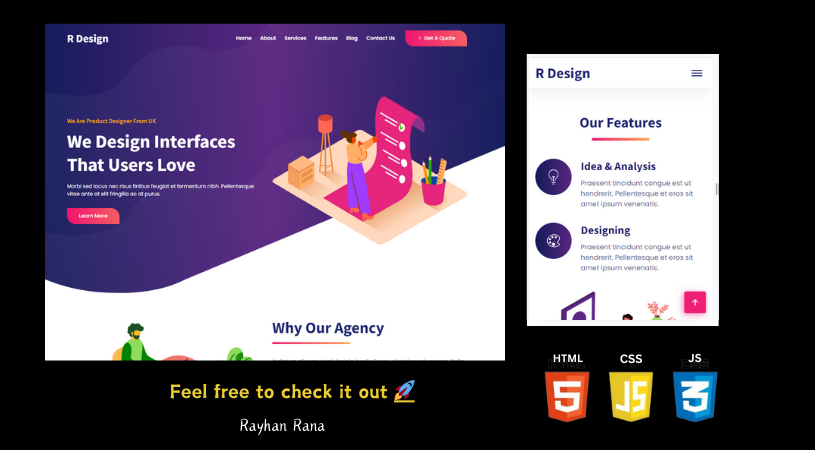 R Design
Home About Services Features Blog Contact Us Get A Quote
We Are Product Designer From UK
We Design Interfaces
That Users Love
Morbi sed lacus nec risus finibus feugiat et fermentum nibh. Pellentesque
vitae ante at elit fringilla ac at purus.
Learn More
Why Our Agency
R Design
Our Features
Idea & Analysis
Praesent tincidunt congue est ut
hendrerit. Pellentesque et eros sit
amet ipsum venenatis.
Designing
Praesent tincidunt congue est ut
hendrerit. Pellentesque et eros sit
amet ipsum venenatis.
HTML CSS JS
5 JS 3
Feel free to check it out 🚀
Rayhan Rana